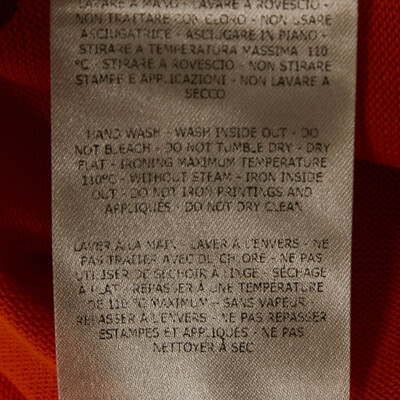 LAVARE A MANO - LAVARE A ROVESCIO -
NON TRATTARE CON CLORO - NON USARE
ASCIUGATRICE - ASCIUGARE IN PIANO -
STIRARE A TEMPERATURA MASSIMA 110
°C - STIRARE A ROVESCIO - NON STIRARE
STAMPE E APPLICAZIONI - NON LAVARE A
SECCO
HAND WASH - WASH INSIDE OUT - DO
NOT BLEACH - DO NOT TUMBLE DRY - DRY
FLAT - IRONING MAXIMUM TEMPERATURE
110°C - WITHOUT STEAM - IRON INSIDE
OUT - DO NOT IRON PRINTINGS AND
APPLIQUÉS - DO NOT DRY CLEAN
LAVER À LA MAIN - LAVER À L'ENVERS - NE
PAS TRAITER AVEC DU CHLORE - NE PAS
UTILISER DE SÉCHOIR À LINGE - SÉCHAGE
À PLAT - REPASSER À UNE TEMPÉRATURE
DE 110 °C MAXIMUM - SANS VAPEUR -
REPASSER À L'ENVERS - NE PAS REPASSER
ESTAMPES ET APPLIQUÉS - NE PAS
NETTOYER À SEC